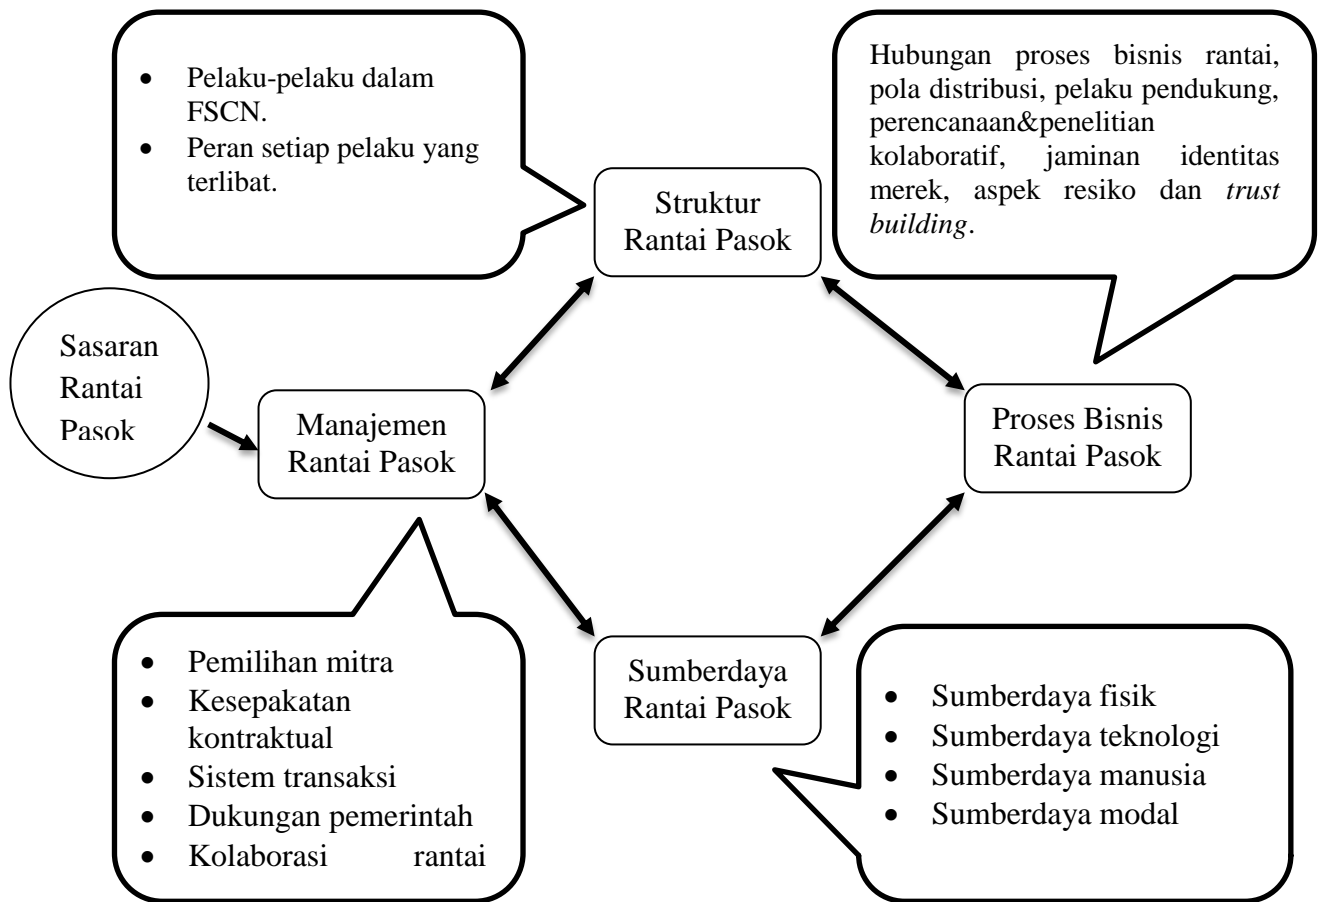 • Pelaku-pelaku dalam
FSCN.
• Peran setiap pelaku yang
terlibat.
Hubungan proses bisnis rantai,
pola distribusi, pelaku pendukung,
perencanaan&penelitian
kolaboratif, jaminan identitas
merek, aspek resiko dan trust
building.
Struktur
Rantai Pasok
Sasaran
Rantai
Pasok
Manajemen
Rantai Pasok
Proses Bisnis
Rantai Pasok
Sumberdaya
Rantai Pasok
• Pemilihan mitra
• Kesepakatan
kontraktual
• Sistem transaksi
• Dukungan pemerintah
• Kolaborasi rantai
• Sumberdaya fisik
• Sumberdaya teknologi
• Sumberdaya manusia
• Sumberdaya modal